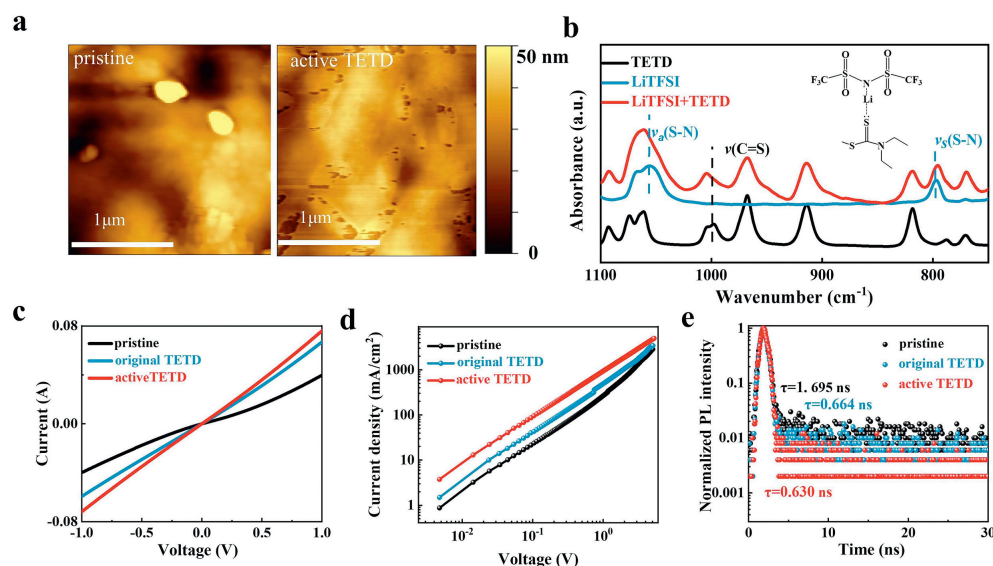 a
pristine
1μm
active TETD
1μm
50 nm
0
b
TETD
LiTFSI
LiTFSI+TETD
νa(S-N)
ν(C=S)
νS(S-N)
O
O
F3C
S
N
S
CF3
O
O
Li
S
S
N
Absorbance (a.u.)
1100
1000
900
800
Wavenumber (cm-1)
c
pristine
original TETD
activeTETD
Current (A)
0.08
0.00
-0.08
-1.0
-0.5
0.0
0.5
1.0
Voltage (V)
d
pristine
original TETD
active TETD
Current density (mA/cm2)
1000
100
10
1
10-2
10-1
100
Voltage (V)
e
pristine
original TETD
active TETD
τ=1. 695 ns
τ=0.664 ns
τ=0.630 ns
Normalized PL intensity
1
0.1
0.01
0.001
0
10
20
30
Time (ns)